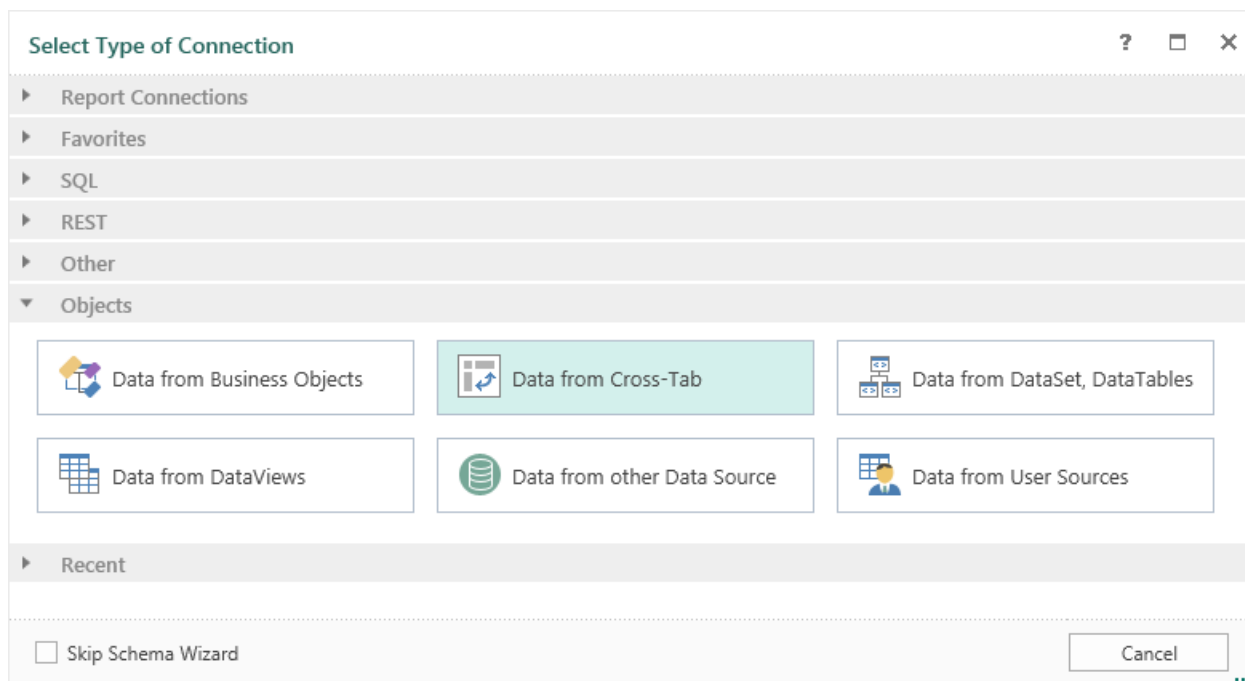 Select Type of Connection
?
Report Connections
Favorites
SQL
REST
Other
Objects
Data from Business Objects
Data from Cross-Tab
Data from DataSet, DataTables
Data from DataViews
Data from other Data Source
Data from User Sources
Recent
Skip Schema Wizard
Cancel